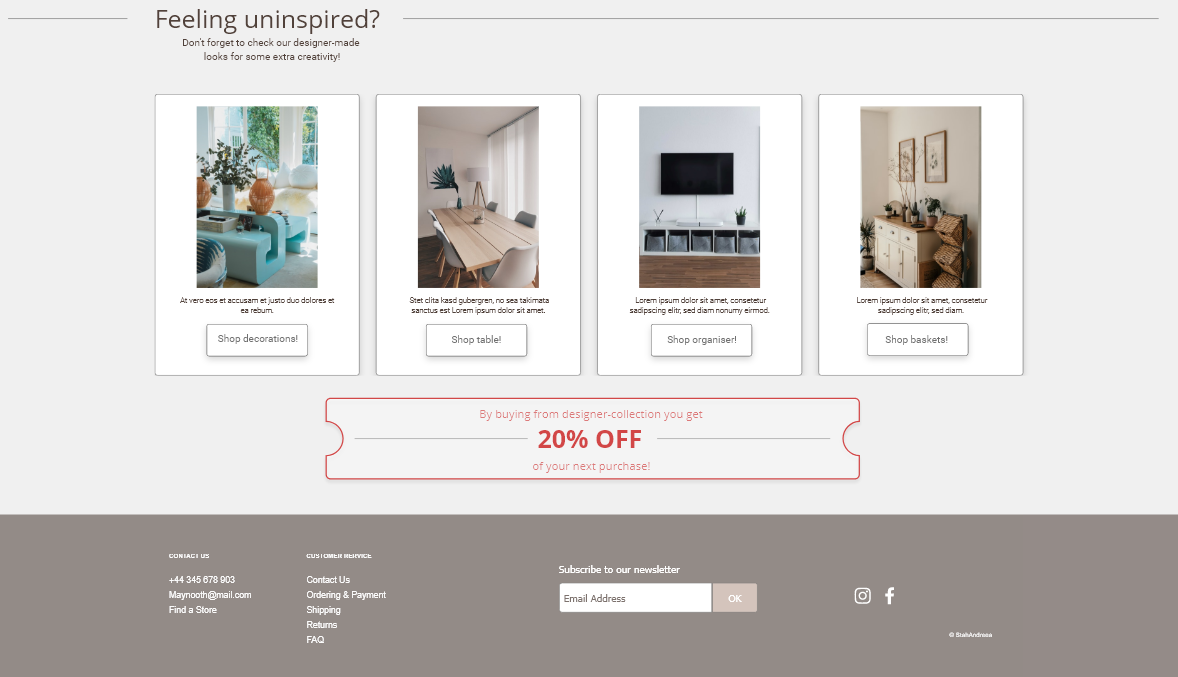 Feeling uninspired?
Don't forget to check our designer-made
looks for some extra creativity!
At vero eos et accusam et justo duo dolores et
ea rebum.
Shop decorations!
Stet clita kasd gubergren, no sea takimata
sanctus est Lorem ipsum dolor sit amet.
Shop table!
Lorem ipsum dolor sit amet, consetetur
sadipscing elitr, sed diam nonumy eirmod.
Shop organiser!
Lorem ipsum dolor sit amet, consetetur
sadipscing elitr, sed diam.
Shop baskets!
By buying from designer-collection you get
20% OFF
of your next purchase!
CONTACT US
+44 345 678 903
Maynooth@mail.com
Find a Store
CUSTOMER SERVICE
Contact Us
Ordering & Payment
Shipping
Returns
FAQ
Subscribe to our newsletter
Email Address
OK
©